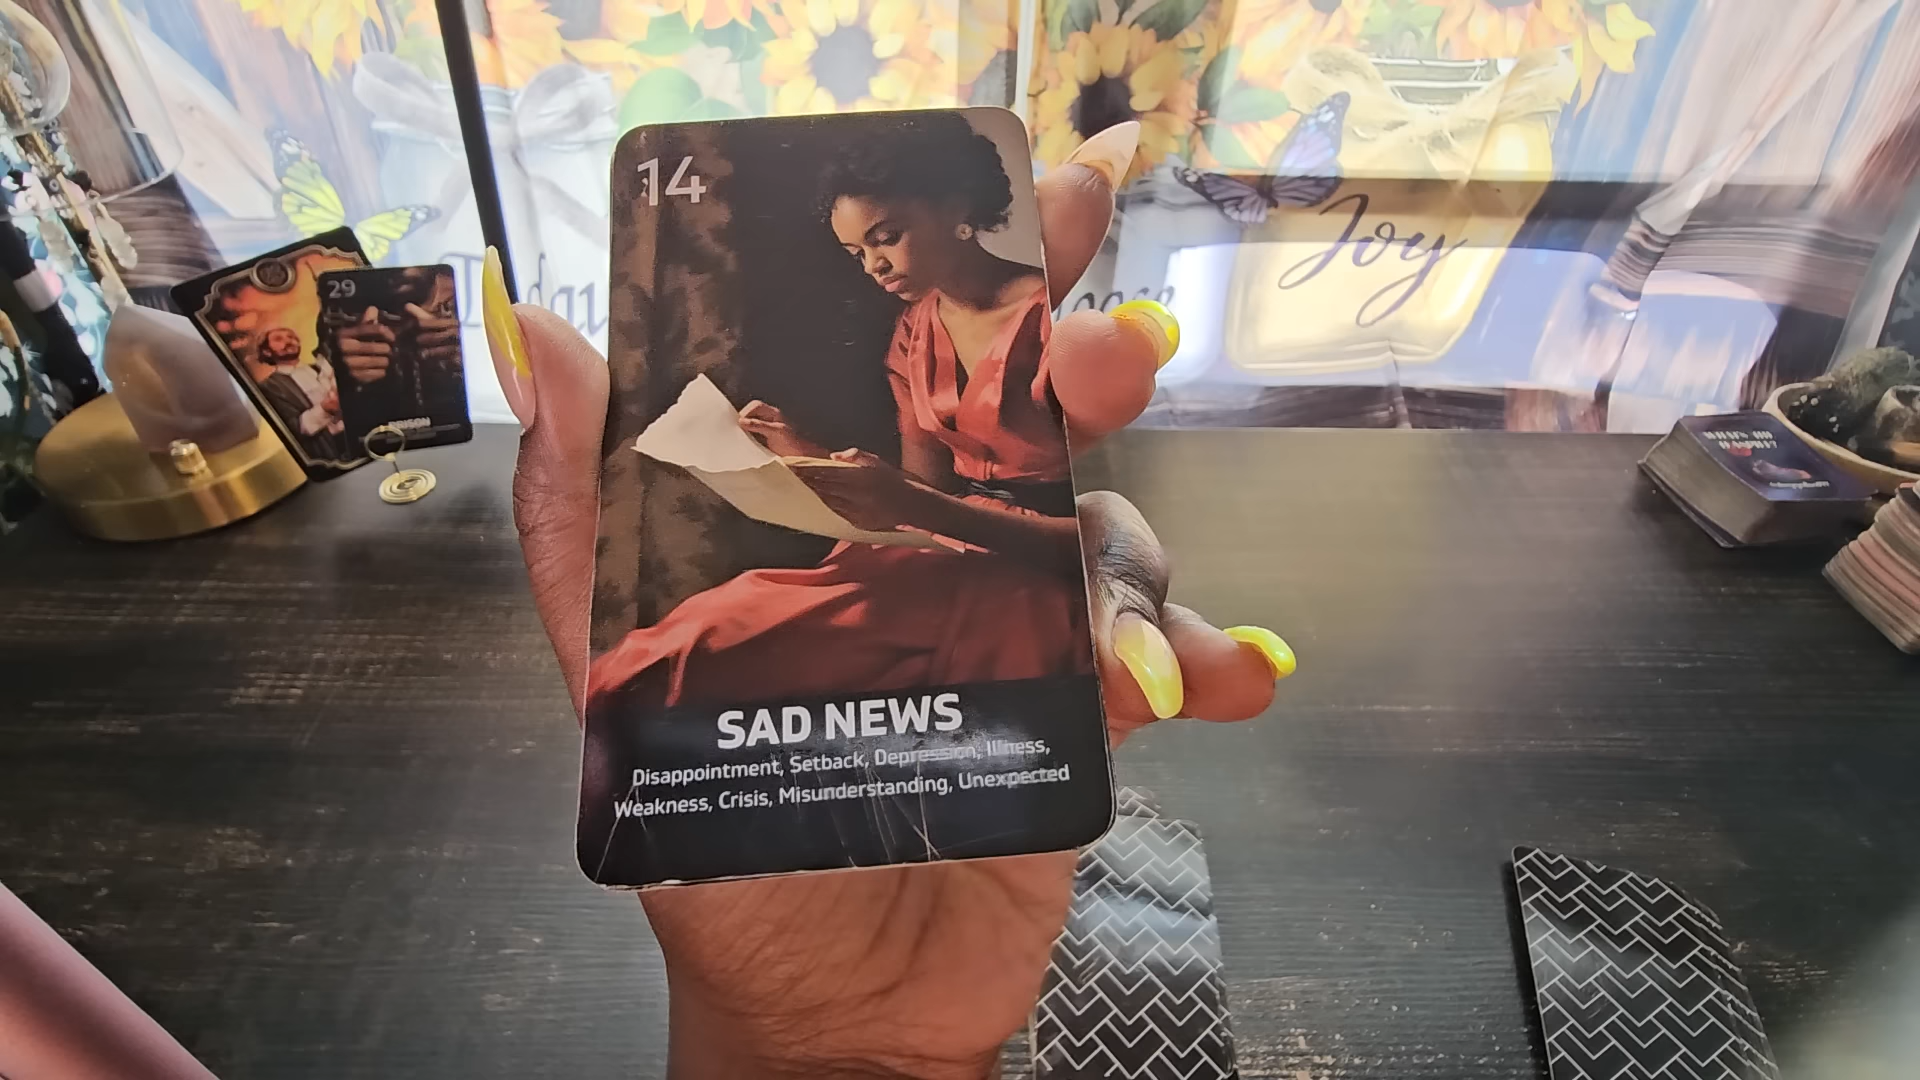 14
SAD NEWS
Disappointment, Setback, Depression, Illness,
Weakness, Crisis, Misunderstanding, Unexpected
29
Joy